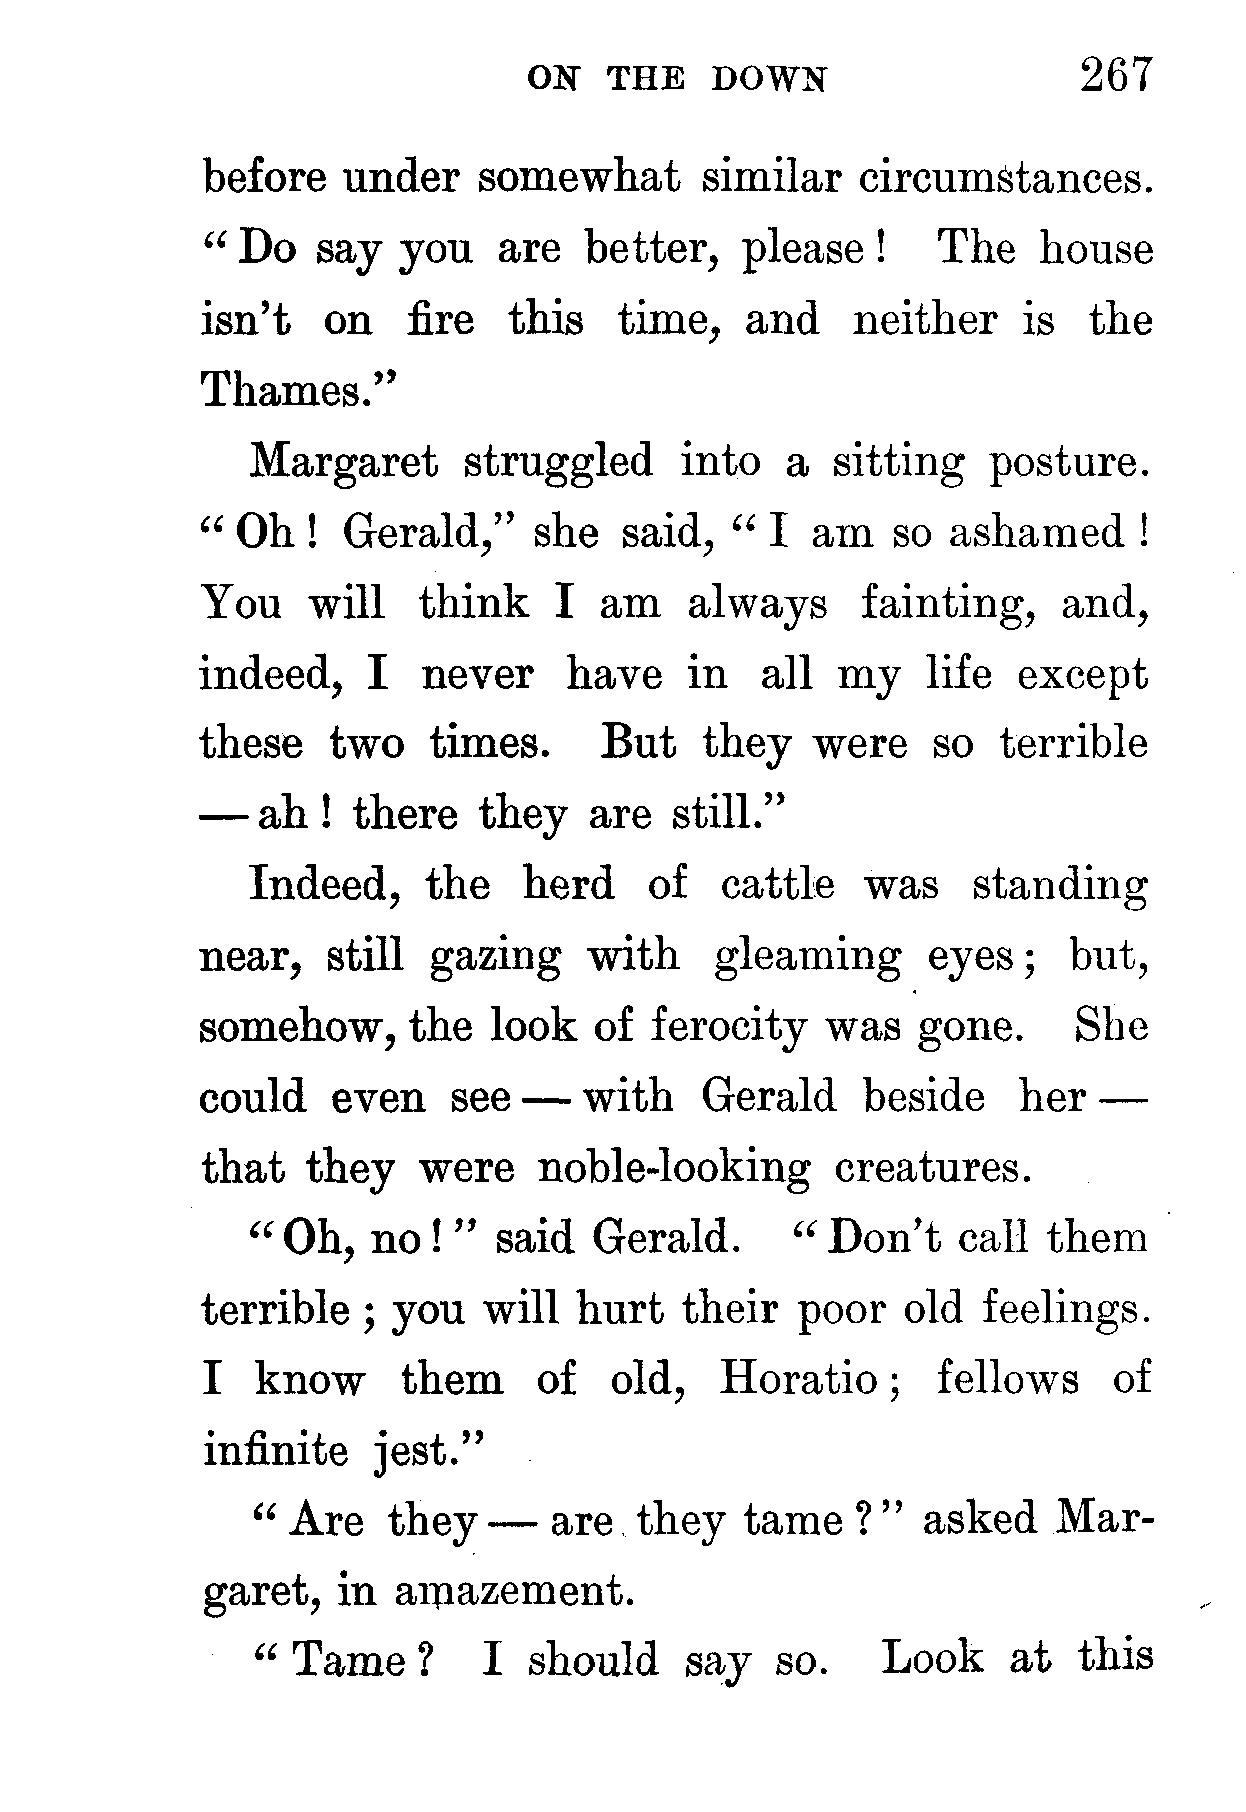 ON THE DOWN 267
before under somewhat similar circumstances.
“ Do say you are better, please ! The house
isn’t on fire this time, and neither is the
Thames.”
Margaret struggled into a sitting posture.
“ Oh ! Gerald,” she said, “ I am so ashamed !
You will think I am always fainting, and,
indeed, I never have in all my life except
these two times. But they were so terrible
— ah ! there they are still.”
Indeed, the herd of cattle was standing
near, still gazing with gleaming eyes ; but,
somehow, the look of ferocity was gone. She
could even see — with Gerald beside her —
that they were noble-looking creatures.
“ Oh, no ! ” said Gerald. “ Don’t call them
terrible ; you will hurt their poor old feelings.
I know them of old, Horatio ; fellows of
infinite jest.”
“ Are they — are they tame ? ” asked Mar-
garet, in amazement.
“ Tame ? I should say so. Look at this